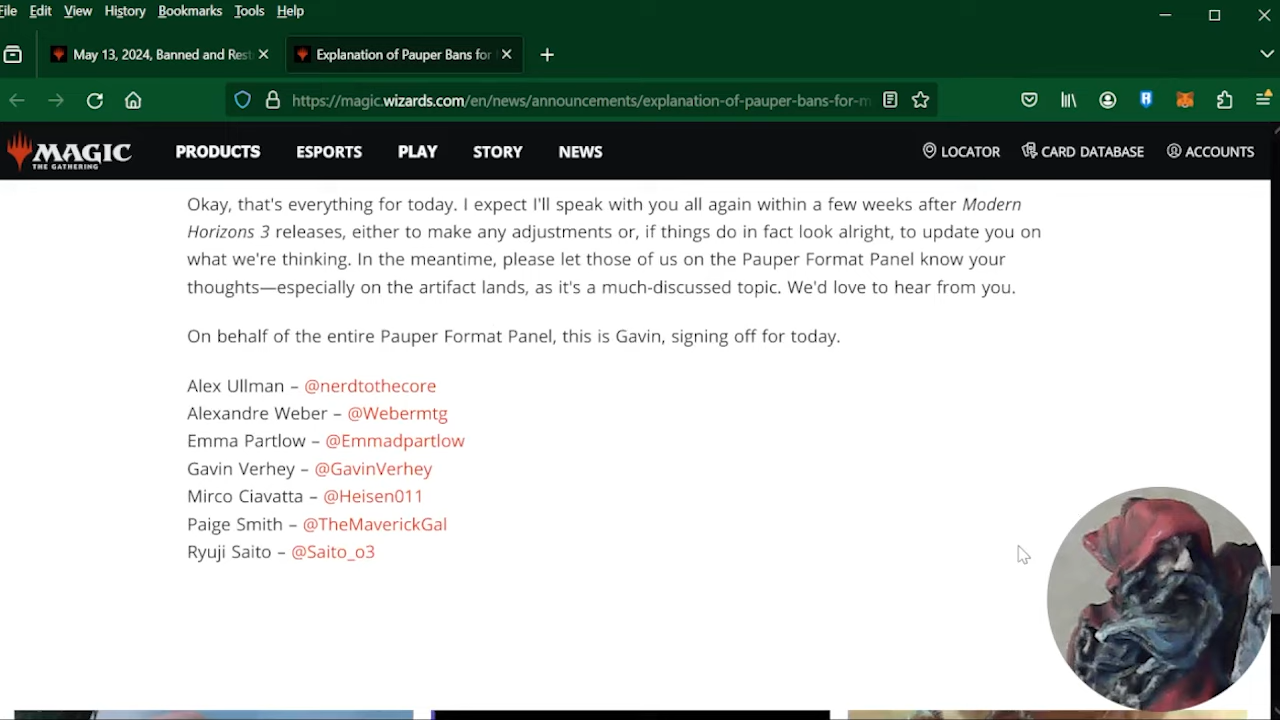 File Edit View History Bookmarks Tools Help
May 13, 2024, Banned and Rest
Explanation of Pauper Bans for
https://magic.wizards.com/en/news/announcements/explanation-of-pauper-bans-for-m
MAGIC THE GATHERING PRODUCTS ESPORTS PLAY STORY NEWS LOCATOR CARD DATABASE ACCOUNTS
Okay, that's everything for today. I expect I'll speak with you all again within a few weeks after Modern
Horizons 3 releases, either to make any adjustments or, if things do in fact look alright, to update you on
what we're thinking. In the meantime, please let those of us on the Pauper Format Panel know your
thoughts—especially on the artifact lands, as it's a much-discussed topic. We'd love to hear from you.
On behalf of the entire Pauper Format Panel, this is Gavin, signing off for today.
Alex Ullman – @nerdtothecore
Alexandre Weber – @Webermtg
Emma Partlow – @Emmadpartlow
Gavin Verhey – @GavinVerhey
Mirco Ciavatta – @Heisen011
Paige Smith – @TheMaverickGal
Ryuji Saito – @Saito_o3